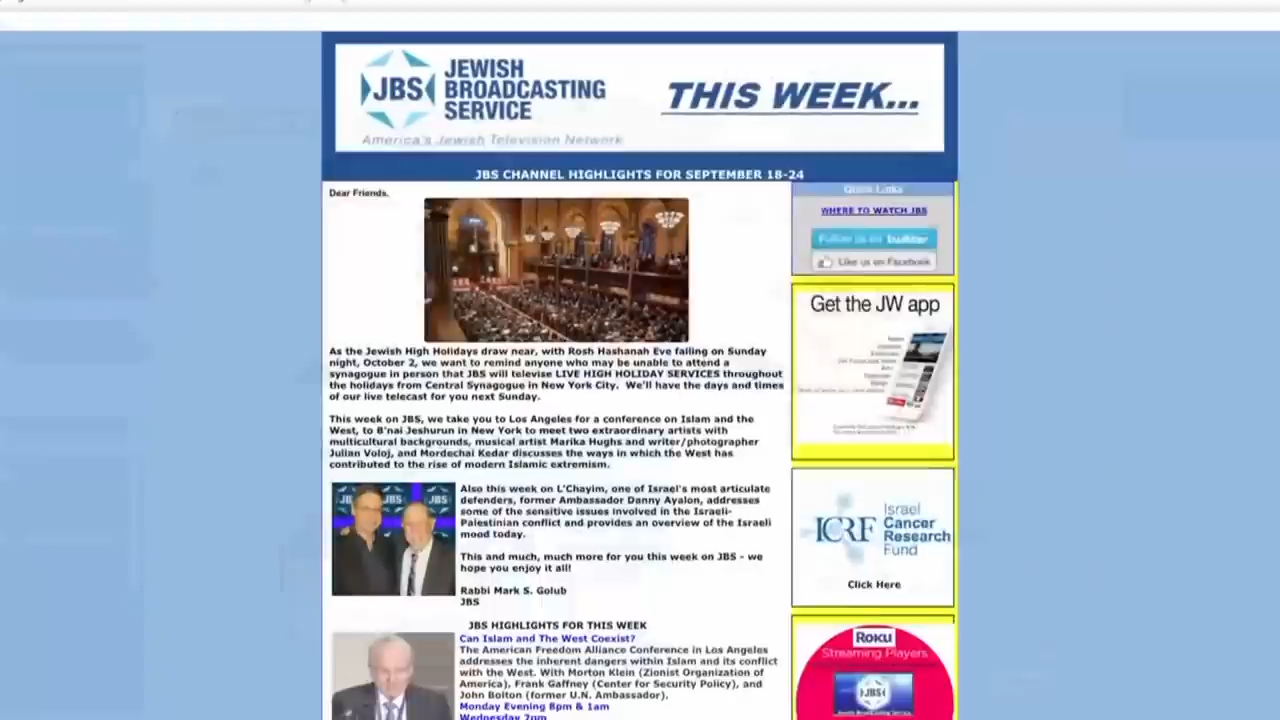 JBS
JEWISH
BROADCASTING
SERVICE
America's Jewish Television Network
THIS WEEK...
JBS CHANNEL HIGHLIGHTS FOR SEPTEMBER 18-24
Dear Friends,
As the Jewish High Holidays draw near, with Rosh Hashanah Eve falling on Sunday
night, October 2, we want to remind anyone who may be unable to attend a
synagogue in person that JBS will televise LIVE HIGH HOLIDAY SERVICES throughout
the holidays from Central Synagogue in New York City. We'll have the days and times
of our live telecast for you next Sunday.
This week on JBS, we take you to Los Angeles for a conference on Islam and the
West, to B'nai Jeshurun in New York to meet two extraordinary artists with
multicultural backgrounds, musical artist Marika Hughs and writer/photographer
Julian Voloj, and Mordechai Kedar discusses the ways in which the West has
contributed to the rise of modern Islamic extremism.
Also this week on L'Chayim, one of Israel's most articulate
defenders, former Ambassador Danny Ayalon, addresses
some of the sensitive issues involved in the Israeli-
Palestinian conflict and provides an overview of the Israeli
mood today.
This and much, much more for you this week on JBS - we
hope you enjoy it all!
Rabbi Mark S. Golub
JBS
JBS HIGHLIGHTS FOR THIS WEEK
Can Islam and The West Coexist?
The American Freedom Alliance Conference in Los Angeles
addresses the inherent dangers within Islam and its conflict
with the West. With Morton Klein (Zionist Organization of
America), Frank Gaffney (Center for Security Policy), and
John Bolton (former U.N. Ambassador).
Monday Evening 8pm & 1am
Wednesday 2pm
Quick Links
WHERE TO WATCH JBS
Follow us on twitter
Like us on Facebook
Get the JW app
ICRF
Israel
Cancer
Research
Fund
Click Here
ROKU
Streaming Players
JBS
Jewish Broadcasting Service